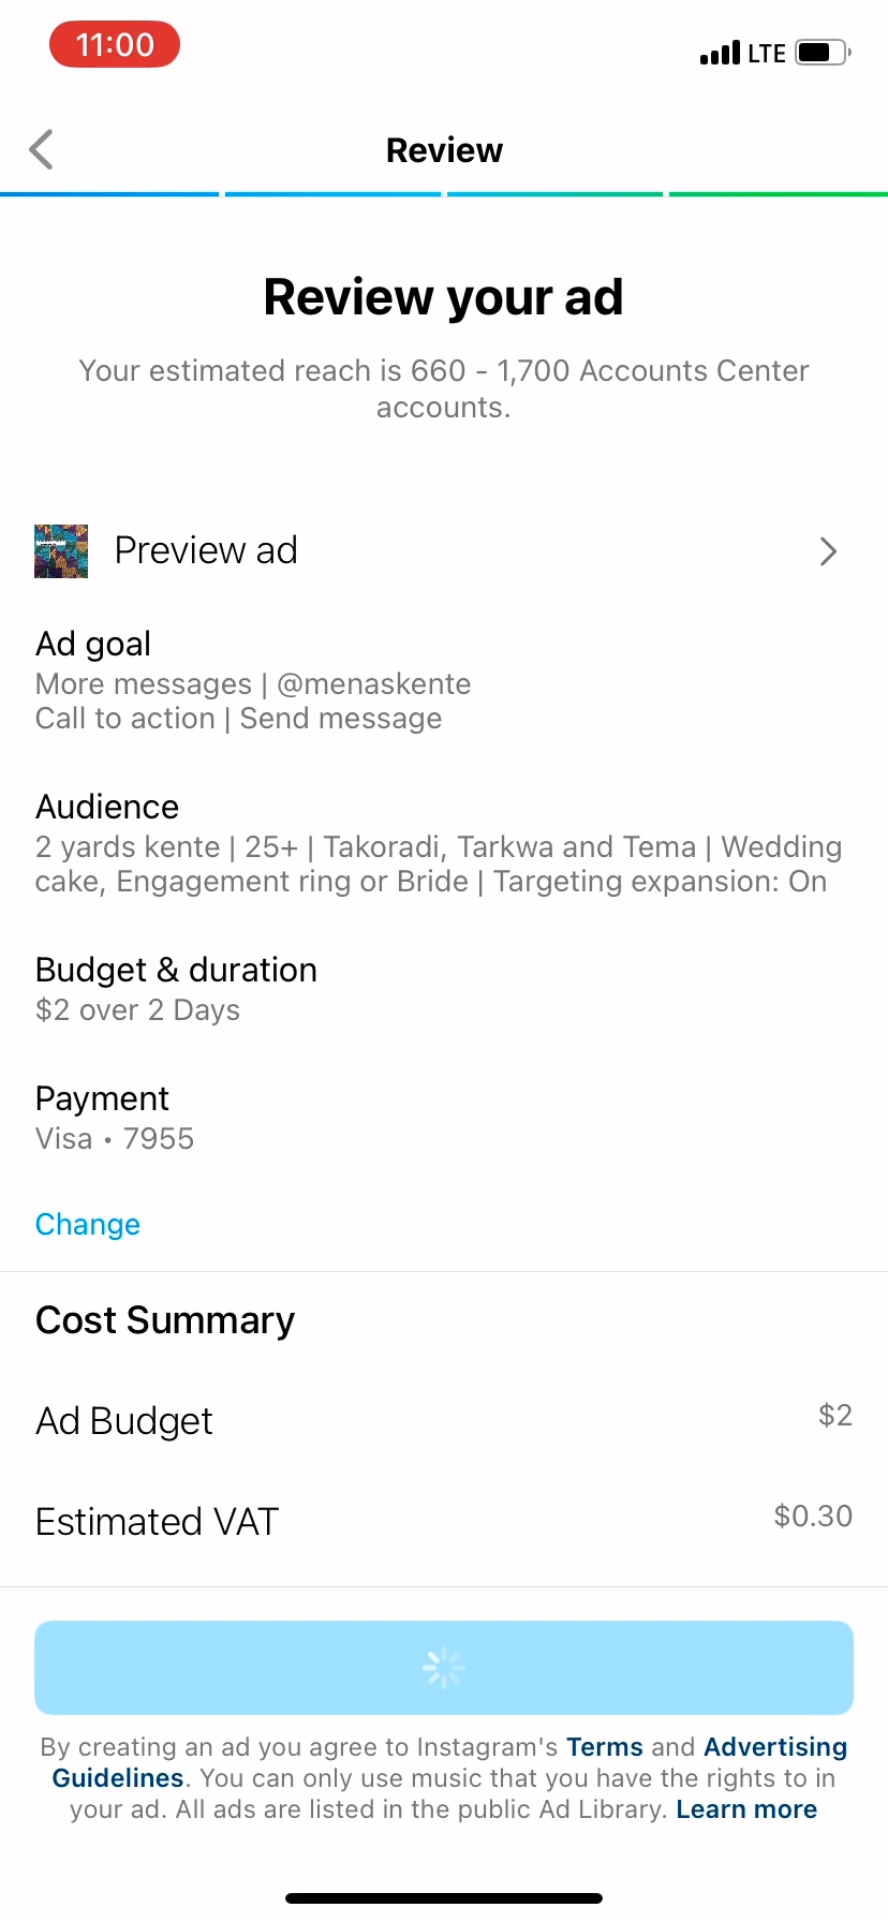 11:00
LTE
Review
Review your ad
Your estimated reach is 660 - 1,700 Accounts Center
accounts.
Preview ad
Ad goal
More messages | @menaskente
Call to action | Send message
Audience
2 yards kente | 25+ | Takoradi, Tarkwa and Tema | Wedding
cake, Engagement ring or Bride | Targeting expansion: On
Budget & duration
$2 over 2 Days
Payment
Visa • 7955
Change
Cost Summary
Ad Budget
$2
Estimated VAT
$0.30
By creating an ad you agree to Instagram's Terms and Advertising
Guidelines. You can only use music that you have the rights to in
your ad. All ads are listed in the public Ad Library. Learn more